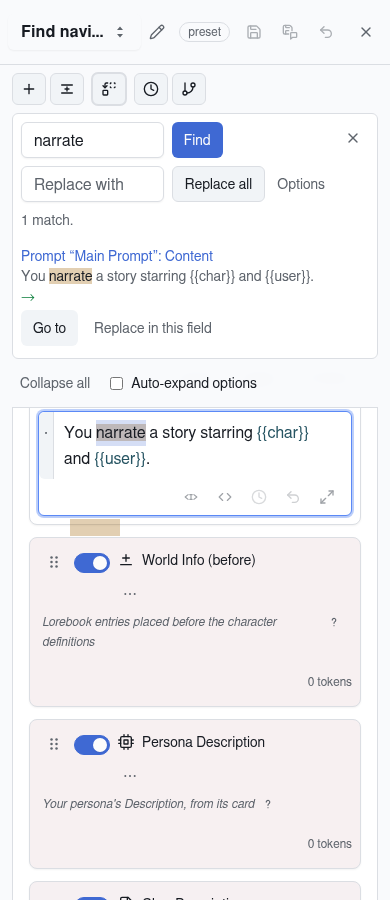 Find navi...
preset
narrate
Find
Replace with
Replace all
Options
1 match.
Prompt “Main Prompt”: Content
You narrate a story starring {{char}} and {{user}}.
→
Go to
Replace in this field
Collapse all
Auto-expand options
You narrate a story starring {{char}}
and {{user}}.
World Info (before)
...
Lorebook entries placed before the character
definitions
?
0 tokens
Persona Description
...
Your persona's Description, from its card ?
0 tokens